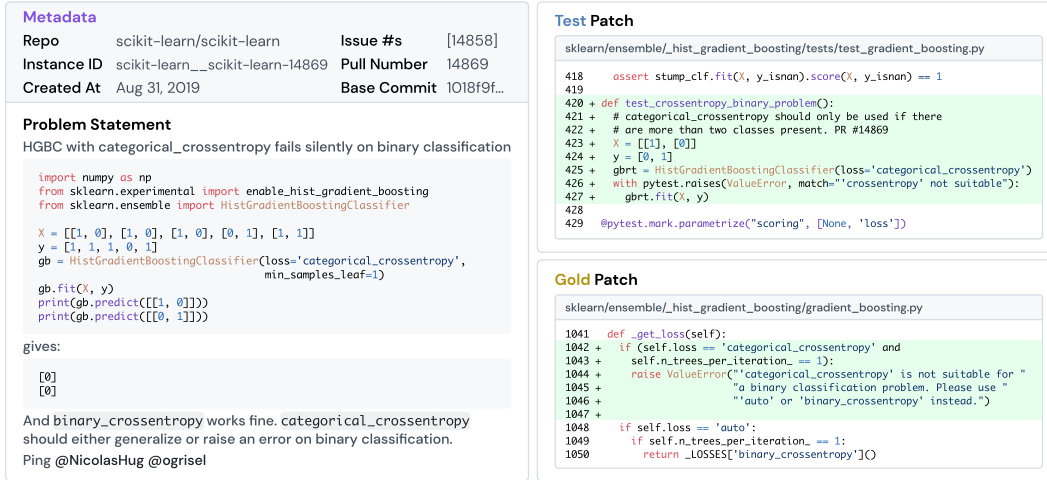 Metadata
Repo scikit-learn/scikit-learn Issue #s [14858]
Instance ID scikit-learn__scikit-learn-14869 Pull Number 14869
Created At Aug 31, 2019 Base Commit 1018f9f...
Problem Statement
HGBC with categorical_crossentropy fails silently on binary classification
import numpy as np
from sklearn.experimental import enable_hist_gradient_boosting
from sklearn.ensemble import HistGradientBoostingClassifier
X = [[1, 0], [1, 0], [1, 0], [0, 1], [1, 1]]
y = [1, 1, 1, 0, 1]
gb = HistGradientBoostingClassifier(loss='categorical_crossentropy',
min_samples_leaf=1)
gb.fit(X, y)
print(gb.predict([[1, 0]]))
print(gb.predict([[0, 1]]))
gives:
[0]
[0]
And binary_crossentropy works fine. categorical_crossentropy
should either generalize or raise an error on binary classification.
Ping @NicolasHug @ogrisel
Test Patch
sklearn/ensemble/_hist_gradient_boosting/tests/test_gradient_boosting.py
418 assert stump_clf.fit(X, y_isnan).score(X, y_isnan) == 1
419
420 + def test_crossentropy_binary_problem():
421 + # categorical_crossentropy should only be used if there
422 + # are more than two classes present. PR #14869
423 + X = [[1], [0]]
424 + y = [0, 1]
425 + gbrt = HistGradientBoostingClassifier(loss='categorical_crossentropy')
426 + with pytest.raises(ValueError, match="'crossentropy' not suitable"):
427 + gbrt.fit(X, y)
428
429 @pytest.mark.parametrize("scoring", [None, 'loss'])
Gold Patch
sklearn/ensemble/_hist_gradient_boosting/gradient_boosting.py
1041 def _get_loss(self):
1042 + if (self.loss == 'categorical_crossentropy' and
1043 + self.n_trees_per_iteration_ == 1):
1044 + raise ValueError("'categorical_crossentropy' is not suitable for "
1045 + "a binary classification problem. Please use "
1046 + "'auto' or 'binary_crossentropy' instead.")
1047 +
1048 if self.loss == 'auto':
1049 if self.n_trees_per_iteration_ == 1:
1050 return _LOSSES['binary_crossentropy']()